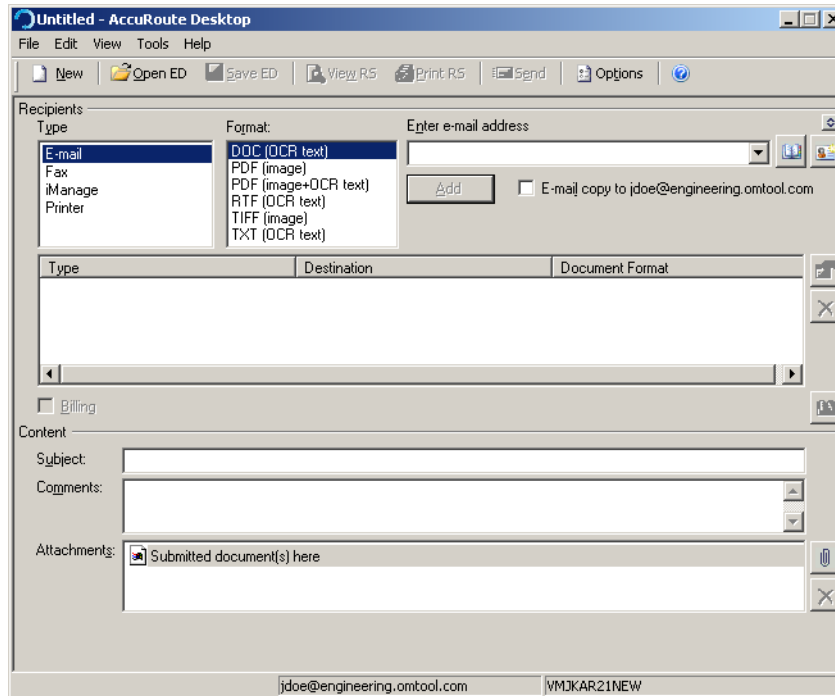 Untitled - AccuRoute Desktop
File Edit View Tools Help
New Open ED Save ED View RS Print RS Send Options
Recipients
Type Format: Enter e-mail address
E-mail
Fax
iManage
Printer
DOC (OCR text)
PDF (image)
PDF (image+OCR text)
RTF (OCR text)
TIFF (image)
TXT (OCR text)
Add E-mail copy to jdoe@engineering.omtool.com
Type Destination Document Format
Billing
Content
Subject:
Comments:
Attachments: Submitted document(s) here
jdoe@engineering.omtool.com VMJKAR21NEW